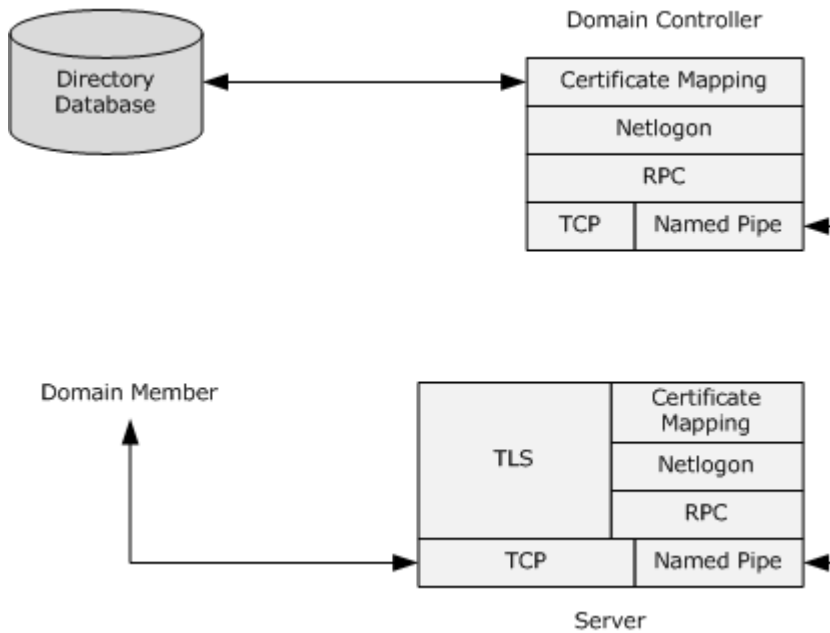 Domain Controller
Directory
Database
Certificate Mapping
Netlogon
RPC
TCP
Named Pipe
Domain Member
TLS
Certificate
Mapping
Netlogon
RPC
TCP
Named Pipe
Server